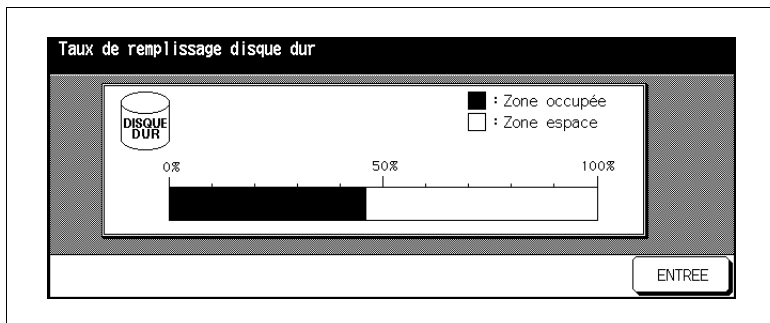 Taux de remplissage disque dur
DISQUE
DUR
: Zone occupée
: Zone espace
0% 50% 100%
ENTREE